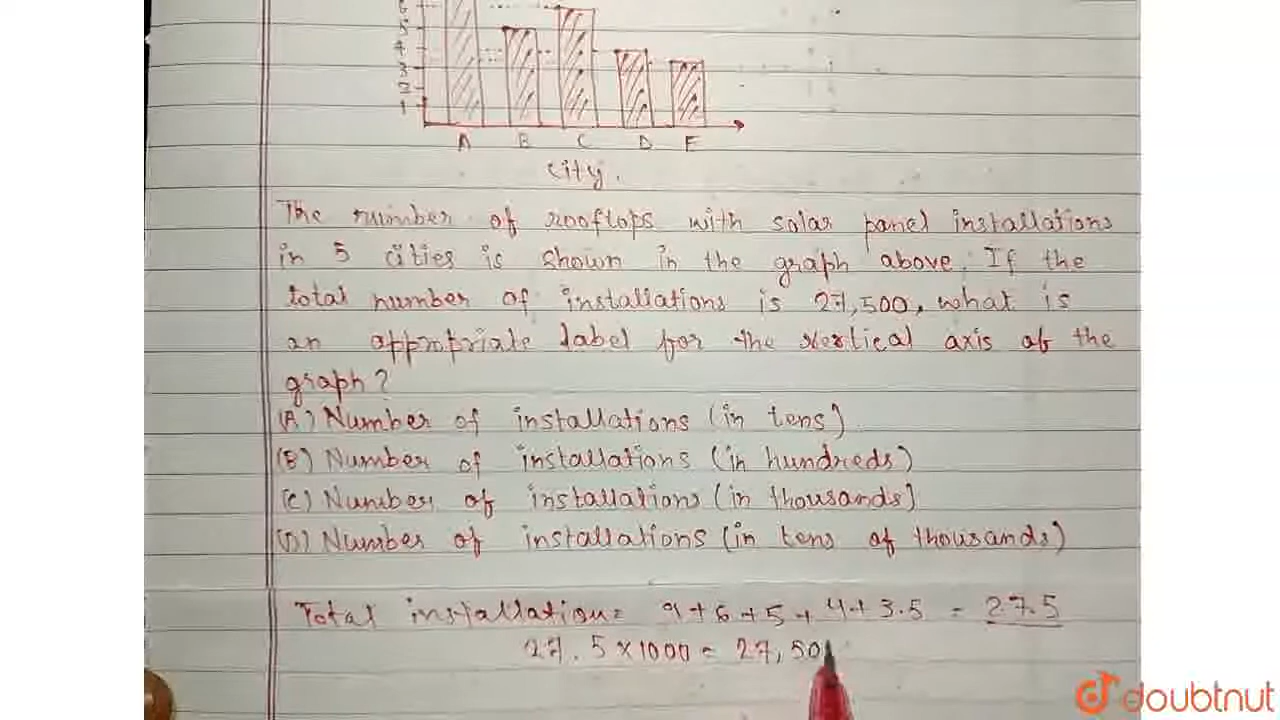 6
5
4
3
2
1
A B C D E
City.
The number of rooftops with solar panel installations
in 5 cities is shown in the graph above. If the
total number of installations is 27,500, what is
an appropriate label for the vertical axis of the
graph?
(A) Number of installations (in tens)
(B) Number of installations (in hundreds)
(C) Number of installations (in thousands)
(D) Number of installations (in tens of thousands)
Total installation = 9+6+5+4+3.5 = 27.5
27.5×1000 = 27,50
doubtnut